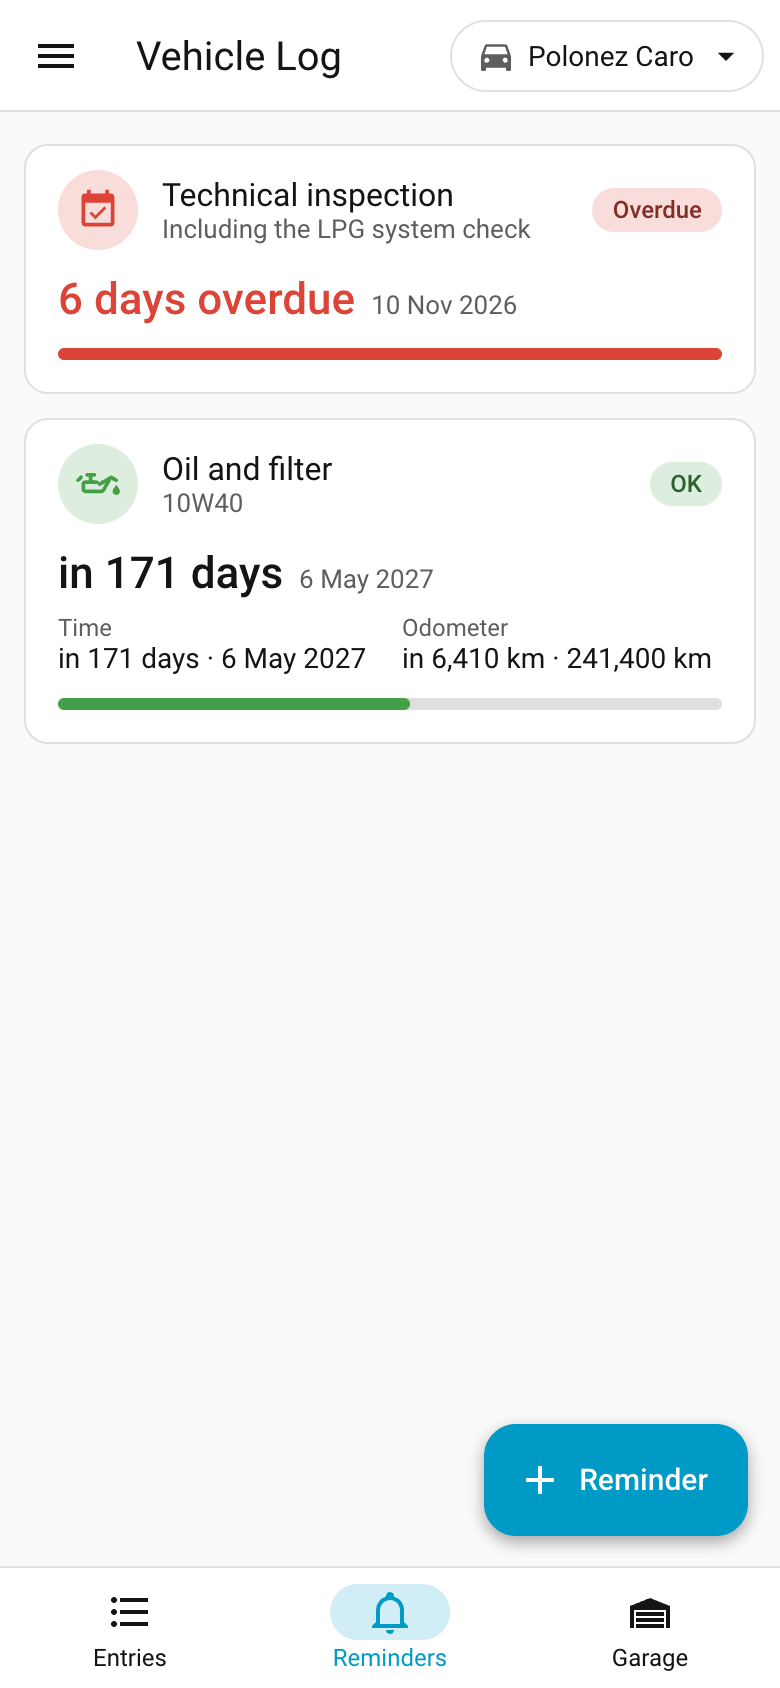 Vehicle Log
Polonez Caro
Technical inspection
Including the LPG system check
Overdue
6 days overdue 10 Nov 2026
Oil and filter
10W40
OK
in 171 days 6 May 2027
Time
in 171 days · 6 May 2027
Odometer
in 6,410 km · 241,400 km
Reminder
Entries
Reminders
Garage